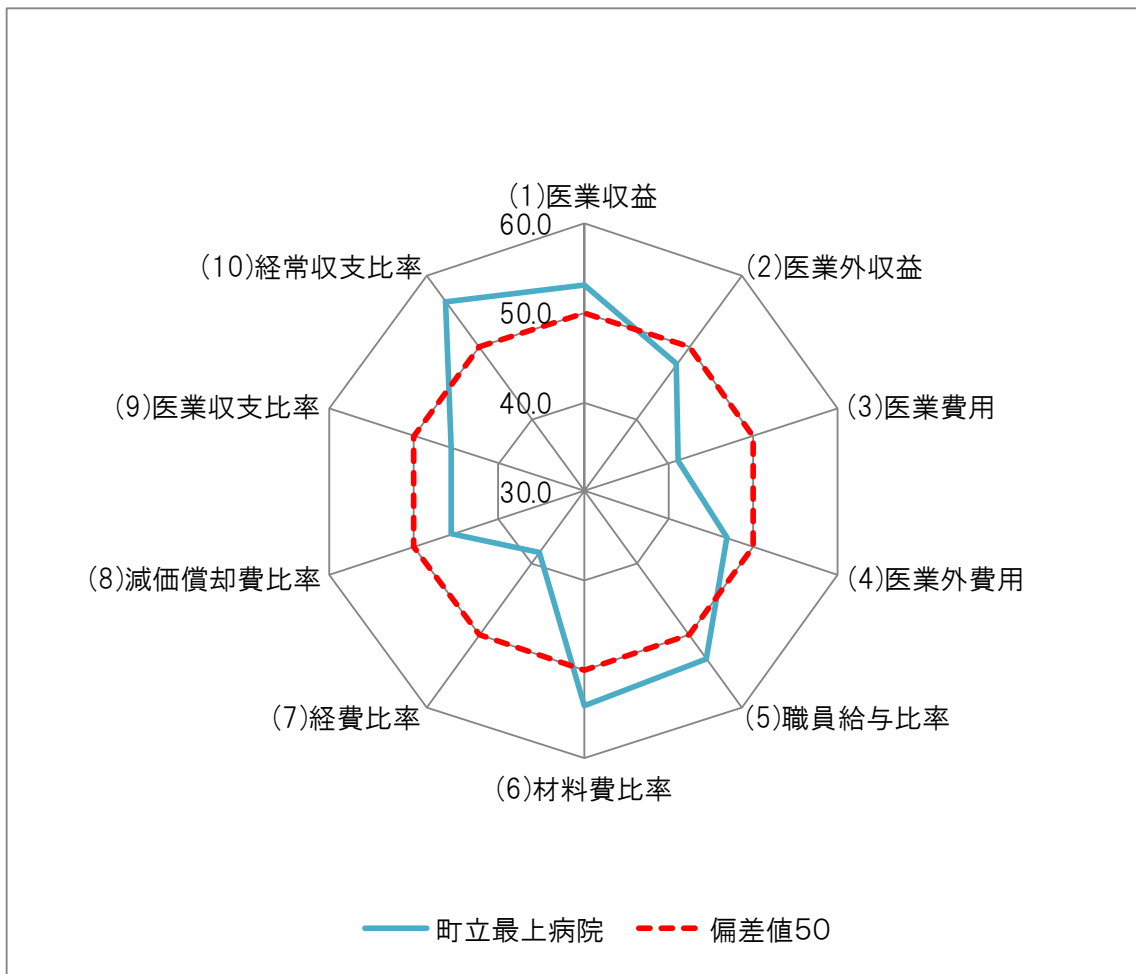 (1)医業収益
60.0
(10)経常収支比率
(2)医業外収益
50.0
(9)医業収支比率
40.0
(3)医業費用
30.0
(8)減価償却費比率
(4)医業外費用
(7)経費比率
(5)職員給与比率
(6)材料費比率
町立最上病院
偏差値50